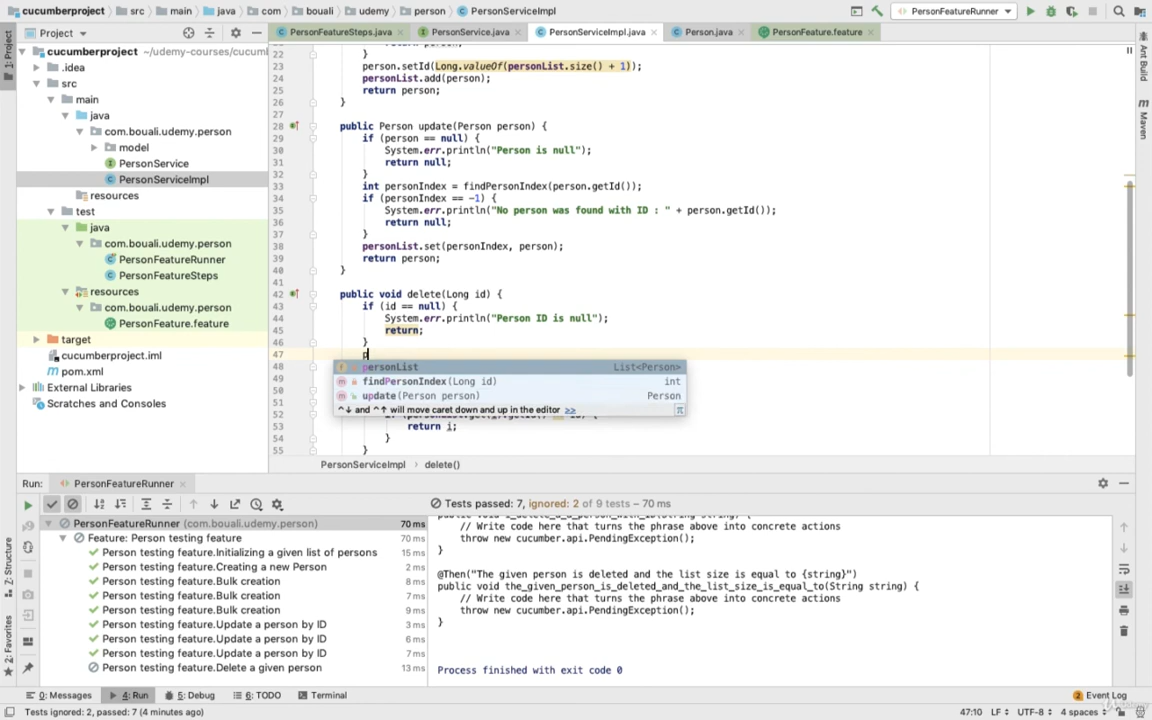 cucumberproject › src › main › java › com › bouali › udemy › person › PersonServiceImpl
PersonFeatureRunner
Project
PersonFeatureSteps.java
PersonService.java
PersonServiceImpl.java
Person.java
PersonFeature.feature
1: Project
Ant Build
Maven
cucumberproject ~/udemy-courses/cucuml
.idea
src
main
java
com.bouali.udemy.person
model
PersonService
PersonServiceImpl
resources
test
java
com.bouali.udemy.person
PersonFeatureRunner
PersonFeatureSteps
resources
com.bouali.udemy.person
PersonFeature.feature
target
cucumberproject.iml
pom.xml
External Libraries
Scratches and Consoles
22 }
23 person.setId(Long.valueOf(personList.size() + 1));
24 personList.add(person);
25 return person;
26 }
27
28 public Person update(Person person) {
29 if (person == null) {
30 System.err.println("Person is null");
31 return null;
32 }
33 int personIndex = findPersonIndex(person.getId());
34 if (personIndex == -1) {
35 System.err.println("No person was found with ID : " + person.getId());
36 return null;
37 }
38 personList.set(personIndex, person);
39 return person;
40 }
41
42 public void delete(Long id) {
43 if (id == null) {
44 System.err.println("Person ID is null");
45 return;
46 }
47 p
48 personList List<Person>
49 findPersonIndex(Long id) int
50 update(Person person) Person
^↓ and ^↑ will move caret down and up in the editor >>
52
53 return i;
54 }
55 }
PersonServiceImpl › delete()
Run: PersonFeatureRunner
Tests passed: 7, ignored: 2 of 9 tests – 70 ms
PersonFeatureRunner (com.bouali.udemy.person) 70 ms
Feature: Person testing feature 70 ms
Person testing feature.Initializing a given list of persons 15 ms
Person testing feature.Creating a new Person 2 ms
Person testing feature.Bulk creation 8 ms
Person testing feature.Bulk creation 7 ms
Person testing feature.Bulk creation 9 ms
Person testing feature.Update a person by ID 3 ms
Person testing feature.Update a person by ID 6 ms
Person testing feature.Update a person by ID 7 ms
Person testing feature.Delete a given person 13 ms
// Write code here that turns the phrase above into concrete actions
throw new cucumber.api.PendingException();
}
@Then("The given person is deleted and the list size is equal to {string}")
public void the_given_person_is_deleted_and_the_list_size_is_equal_to(String string) {
// Write code here that turns the phrase above into concrete actions
throw new cucumber.api.PendingException();
}
Process finished with exit code 0
Z: Structure
2: Favorites
0: Messages
4: Run
5: Debug
6: TODO
Terminal
2 Event Log
Tests ignored: 2, passed: 7 (4 minutes ago)
47:10 LF UTF-8 4 spaces